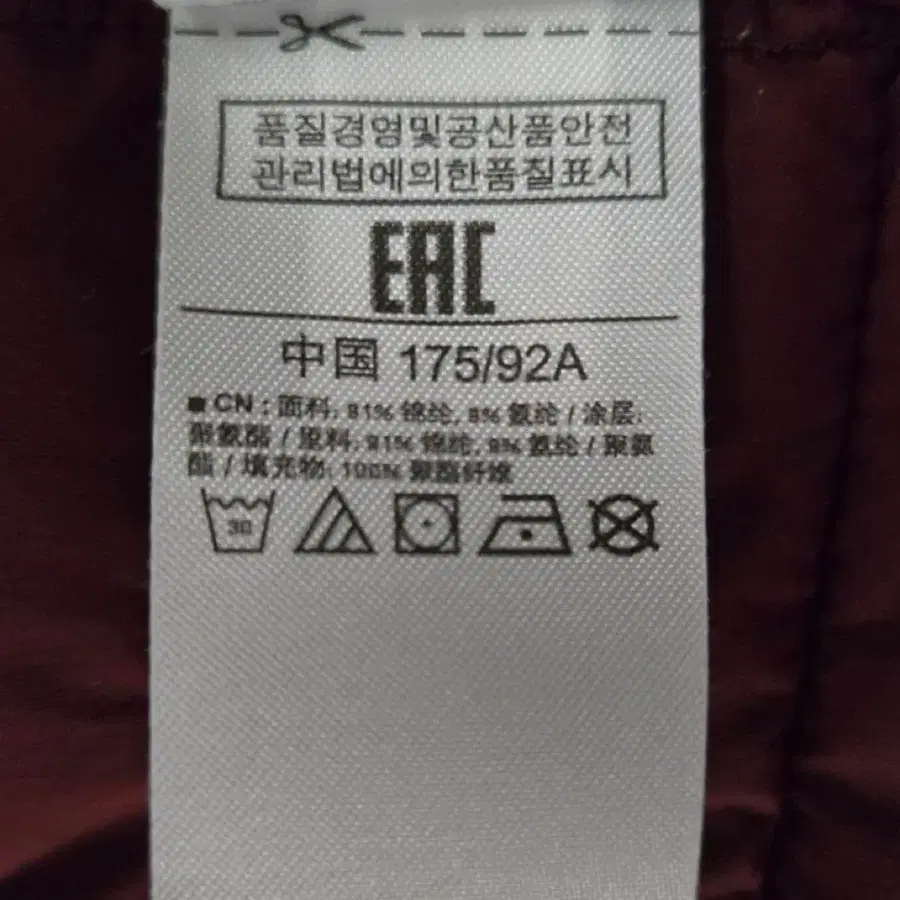 품질경영및공산품안전
관리법에의한품질표시
EAC
中国 175/92A
■ CN : 面料: 91% 锦纶, 9% 氨纶 / 涂层:
聚氨酯 / 里料: 91% 锦纶, 9% 氨纶 / 聚氨
酯 / 填充物: 100% 聚酯纤维
30